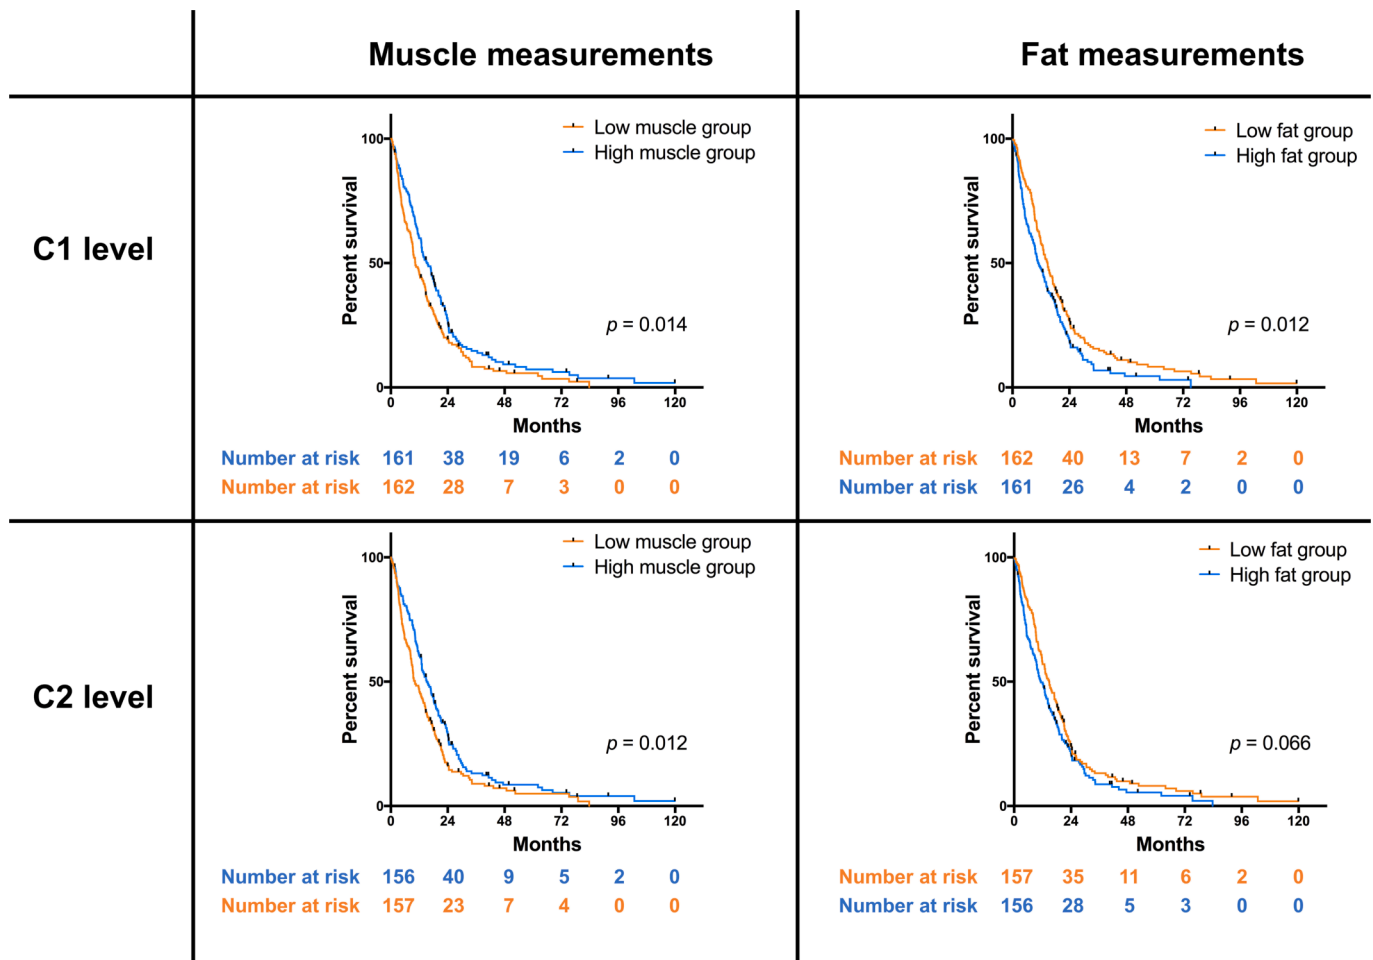 Muscle measurements
Fat measurements
C1 level
Low muscle group
High muscle group
100
50
0
Percent survival
p = 0.014
0 24 48 72 96 120
Months
Number at risk 161 38 19 6 2 0
Number at risk 162 28 7 3 0 0
Low fat group
High fat group
100
50
0
Percent survival
p = 0.012
0 24 48 72 96 120
Months
Number at risk 162 40 13 7 2 0
Number at risk 161 26 4 2 0 0
C2 level
Low muscle group
High muscle group
100
50
0
Percent survival
p = 0.012
0 24 48 72 96 120
Months
Number at risk 156 40 9 5 2 0
Number at risk 157 23 7 4 0 0
Low fat group
High fat group
100
50
0
Percent survival
p = 0.066
0 24 48 72 96 120
Months
Number at risk 157 35 11 6 2 0
Number at risk 156 28 5 3 0 0